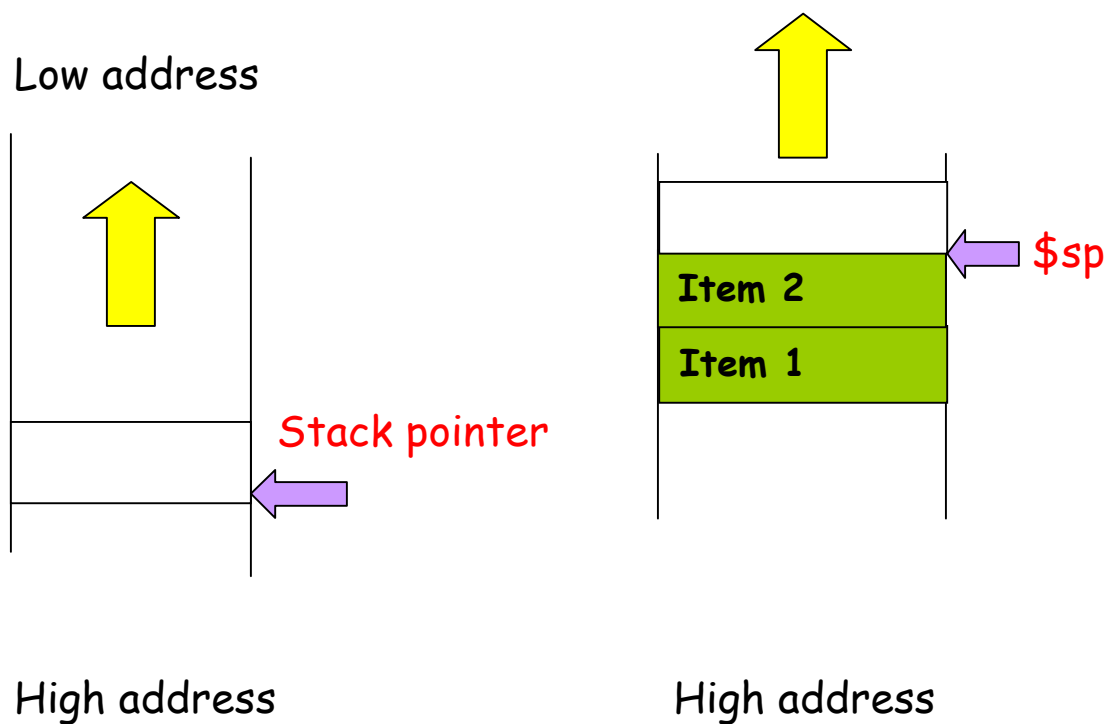 Low address
Stack pointer
High address
$sp
Item 2
Item 1
High address